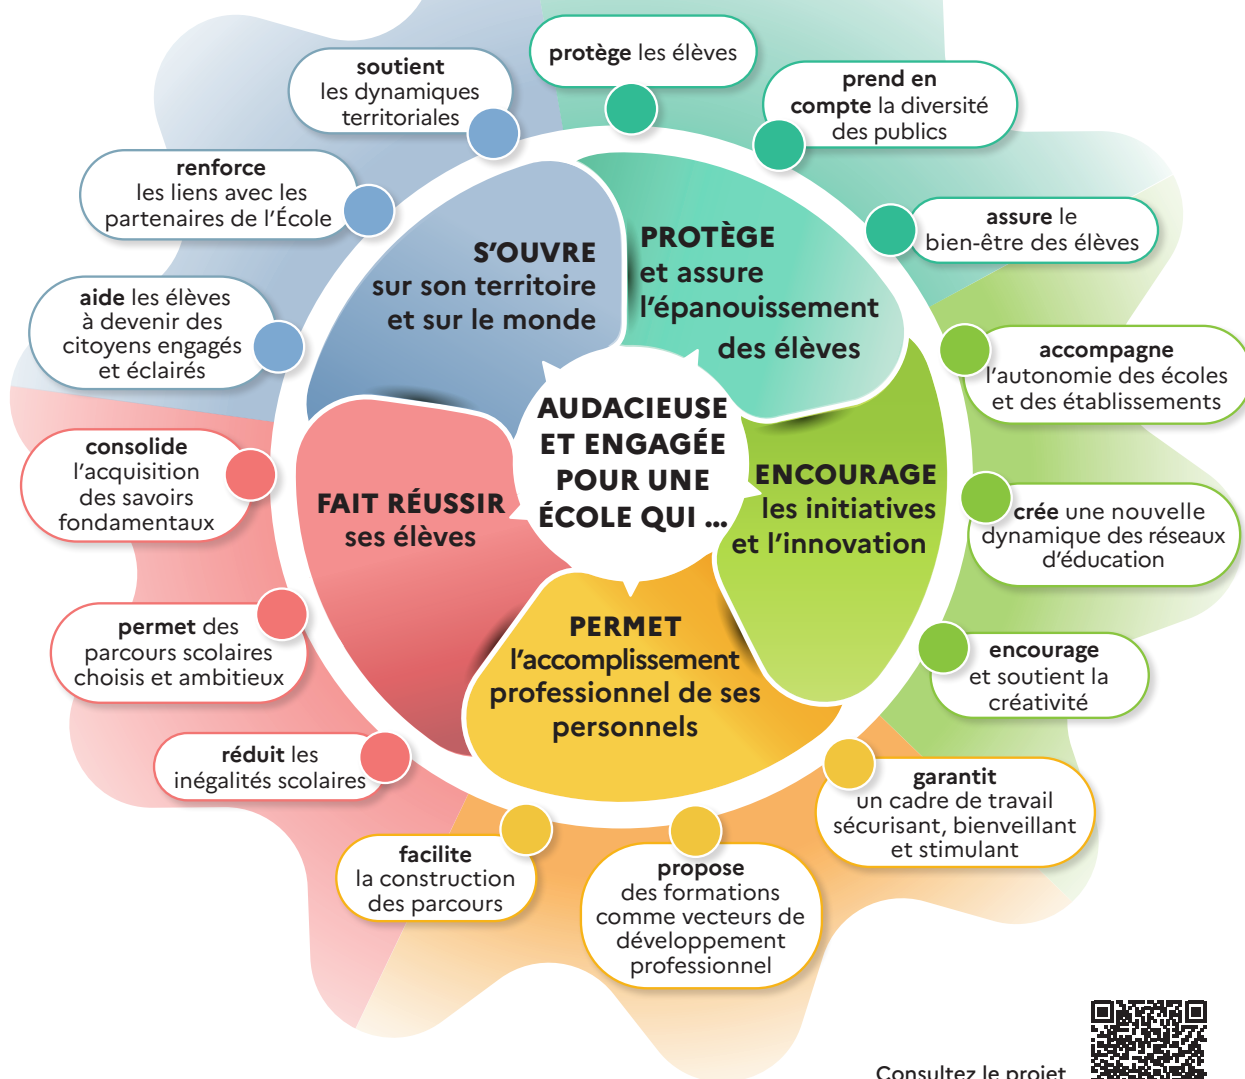 protège les élèves
prend en
compte la diversité
des publics
assure le
bien-être des élèves
accompagne
l'autonomie des écoles
et des établissements
crée une nouvelle
dynamique des réseaux
d'éducation
encourage
et soutient la
créativité
garantit
un cadre de travail
sécurisant, bienveillant
et stimulant
propose
des formations
comme vecteurs de
développement
professionnel
facilite
la construction
des parcours
réduit les
inégalités scolaires
permet des
parcours scolaires
choisis et ambitieux
consolide
l'acquisition
des savoirs
fondamentaux
aide les élèves
à devenir des
citoyens engagés
et éclairés
renforce
les liens avec les
partenaires de l'École
soutient
les dynamiques
territoriales
S'OUVRE
sur son territoire
et sur le monde
PROTÈGE
et assure
l'épanouissement
des élèves
ENCOURAGE
les initiatives
et l'innovation
PERMET
l'accomplissement
professionnel de ses
personnels
FAIT RÉUSSIR
ses élèves
AUDACIEUSE
ET ENGAGÉE
POUR UNE
ÉCOLE QUI ...
Consultez le projet